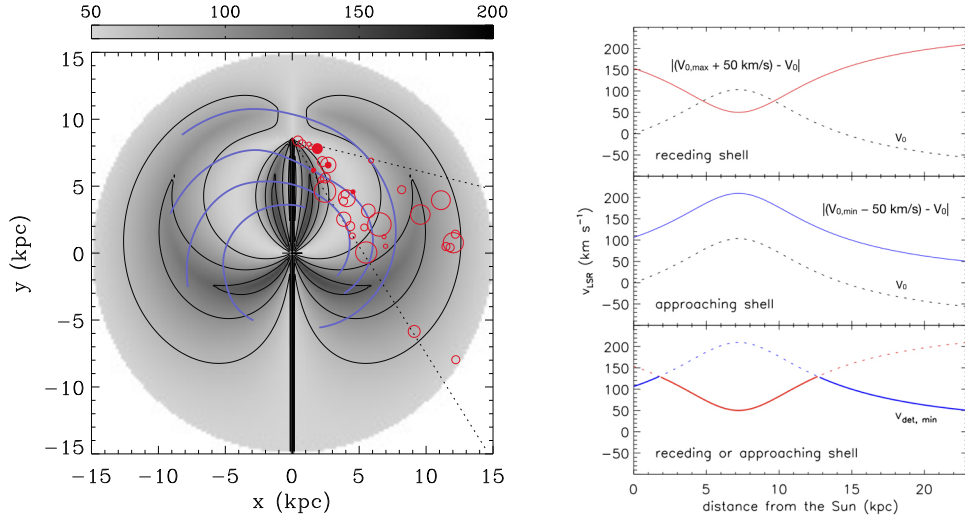 50 100 150 200
15
10
5
0
−5
−10
−15
y (kpc)
−15 −10 −5 0 5 10 15
x (kpc)
200
150
100
50
0
−50
|(V0,max + 50 km/s) - V0|
V0
receding shell
200
150
100
50
0
−50
|(V0,min − 50 km/s) - V0|
V0
approaching shell
200
150
100
50
0
−50
Vdet, min
receding or approaching shell
vLSR (km s−1)
0 5 10 15 20
distance from the Sun (kpc)